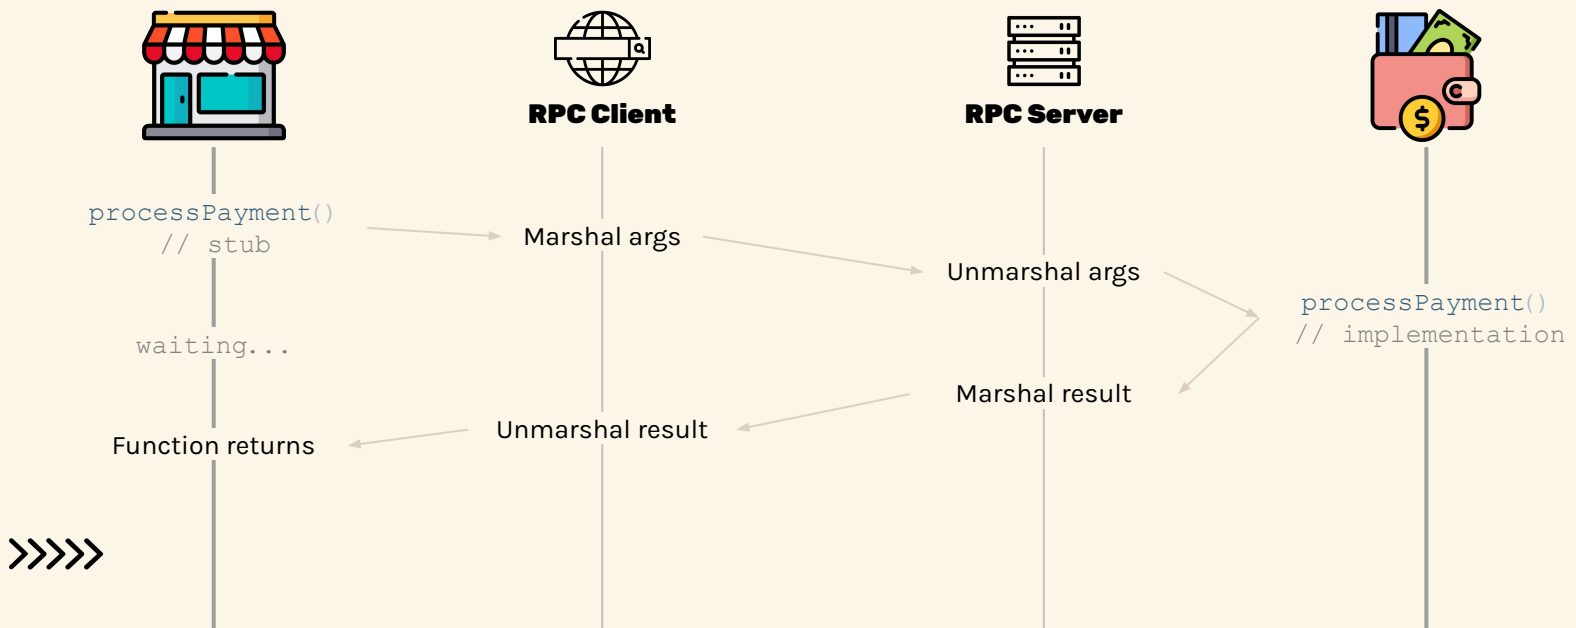 RPC Client
RPC Server
processPayment()
// stub
Marshal args
Unmarshal args
processPayment()
// implementation
waiting...
Marshal result
Unmarshal result
Function returns